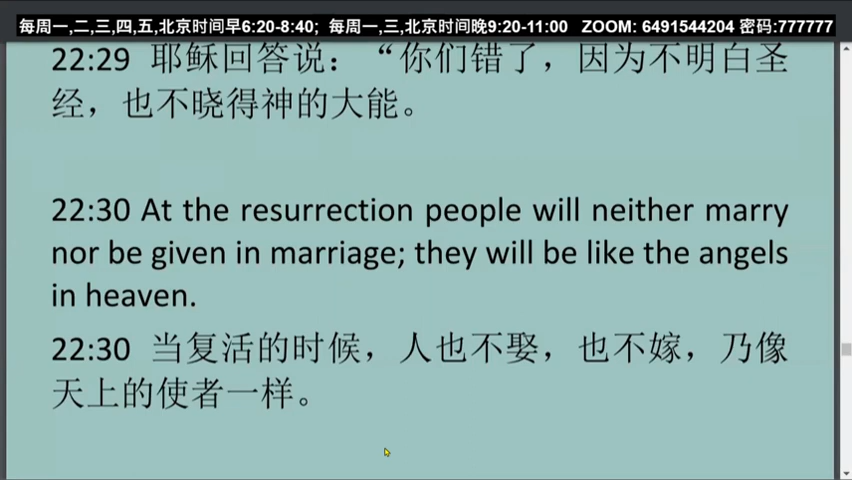 每周一,二,三,四,五,北京时间早6:20-8:40; 每周一,三,北京时间晚9:20-11:00 ZOOM: 6491544204 密码:777777
22:29 耶稣回答说：“你们错了，因为不明白圣
经，也不晓得神的大能。
22:30 At the resurrection people will neither marry
nor be given in marriage; they will be like the angels
in heaven.
22:30 当复活的时候，人也不娶，也不嫁，乃像
天上的使者一样。